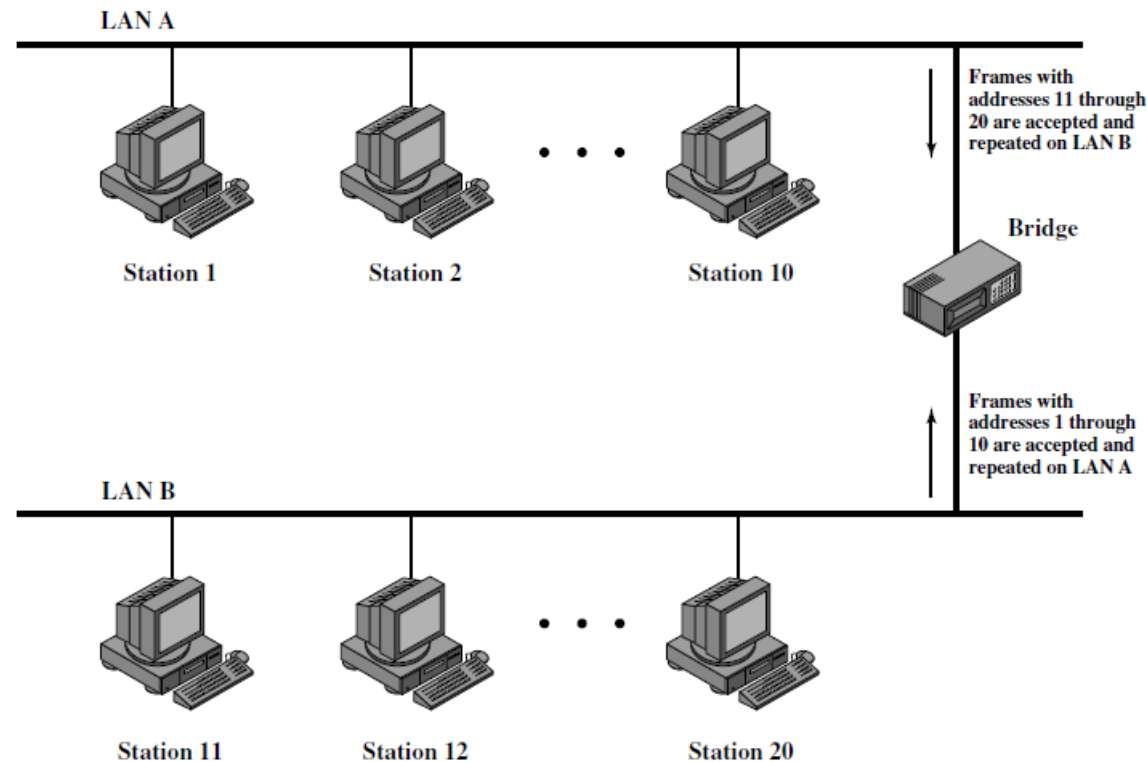 LAN A
Frames with
addresses 11 through
20 are accepted and
repeated on LAN B
Bridge
Station 1
Station 2
Station 10
Frames with
addresses 1 through
10 are accepted and
repeated on LAN A
LAN B
Station 11
Station 12
Station 20